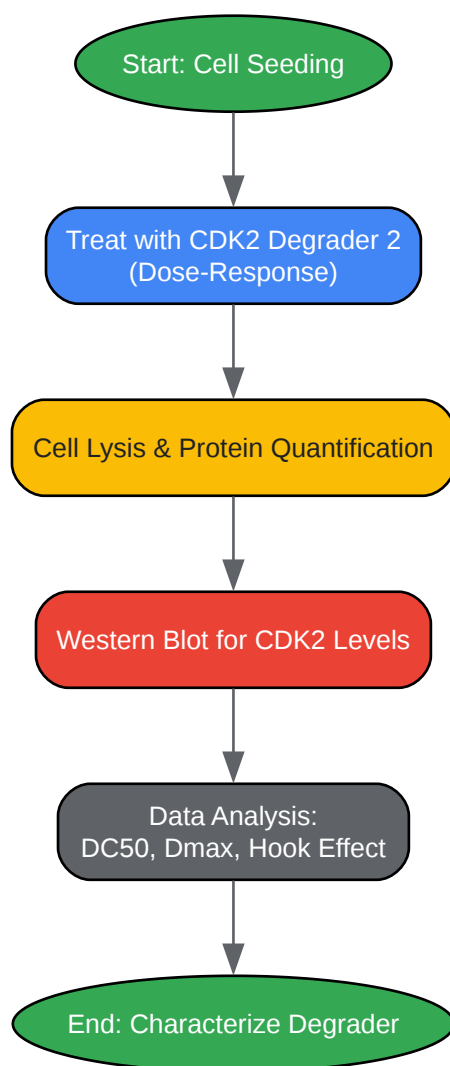 Start: Cell Seeding
Treat with CDK2 Degrader 2
(Dose-Response)
Cell Lysis & Protein Quantification
Western Blot for CDK2 Levels
Data Analysis:
DC50, Dmax, Hook Effect
End: Characterize Degrader